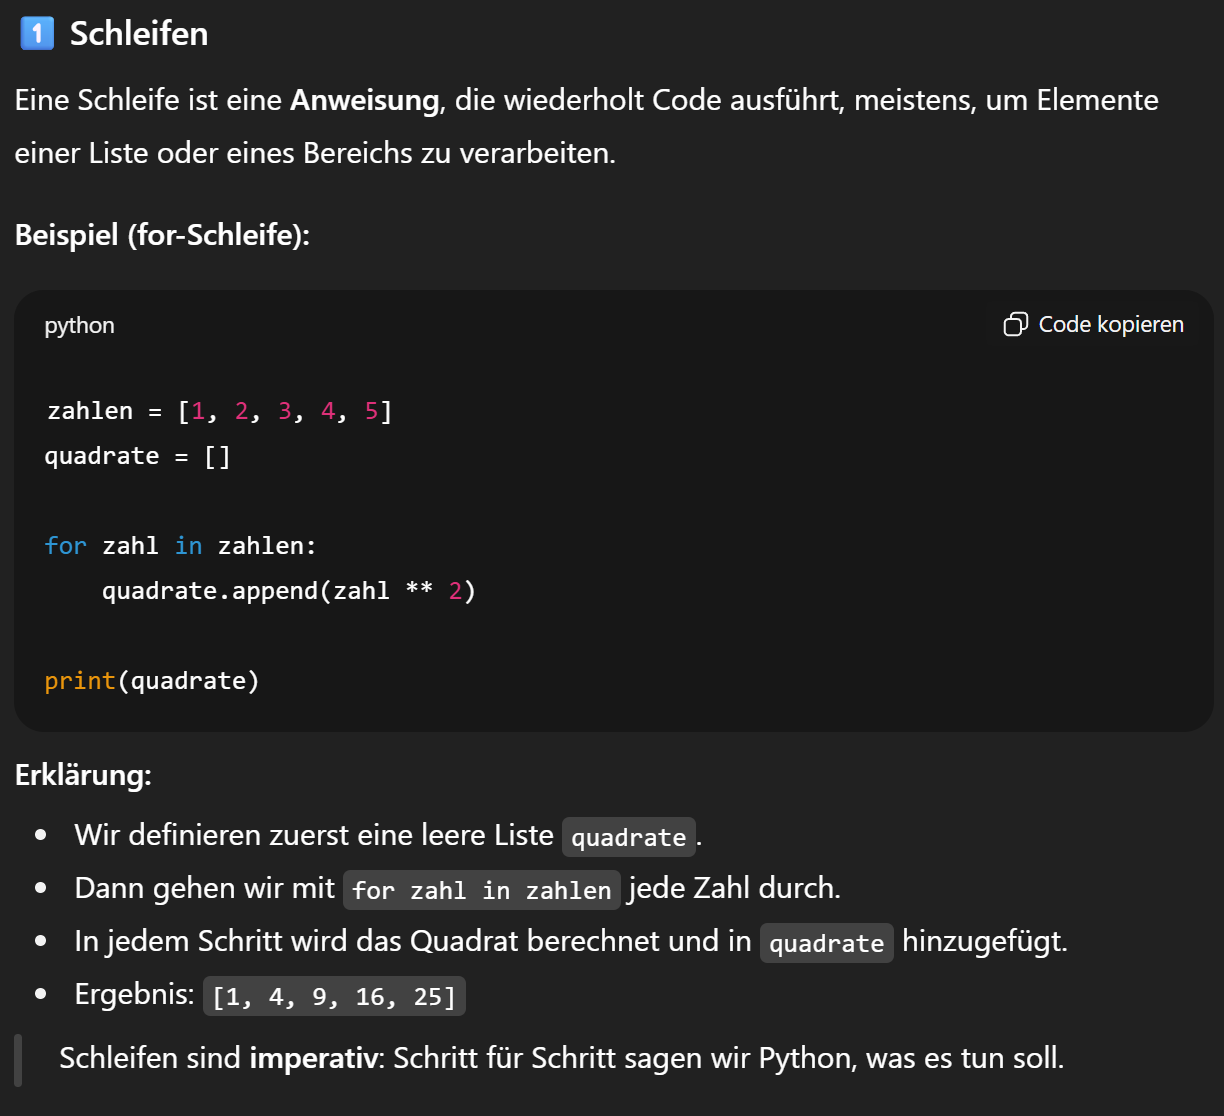 1 Schleifen
Eine Schleife ist eine Anweisung, die wiederholt Code ausführt, meistens, um Elemente
einer Liste oder eines Bereichs zu verarbeiten.
Beispiel (for-Schleife):
python
Code kopieren
zahlen = [1, 2, 3, 4, 5]
quadrate = []
for zahl in zahlen:
    quadrate.append(zahl ** 2)
print(quadrate)
Erklärung:
• Wir definieren zuerst eine leere Liste quadrate.
• Dann gehen wir mit for zahl in zahlen jede Zahl durch.
• In jedem Schritt wird das Quadrat berechnet und in quadrate hinzugefügt.
• Ergebnis: [1, 4, 9, 16, 25]
Schleifen sind imperativ: Schritt für Schritt sagen wir Python, was es tun soll.